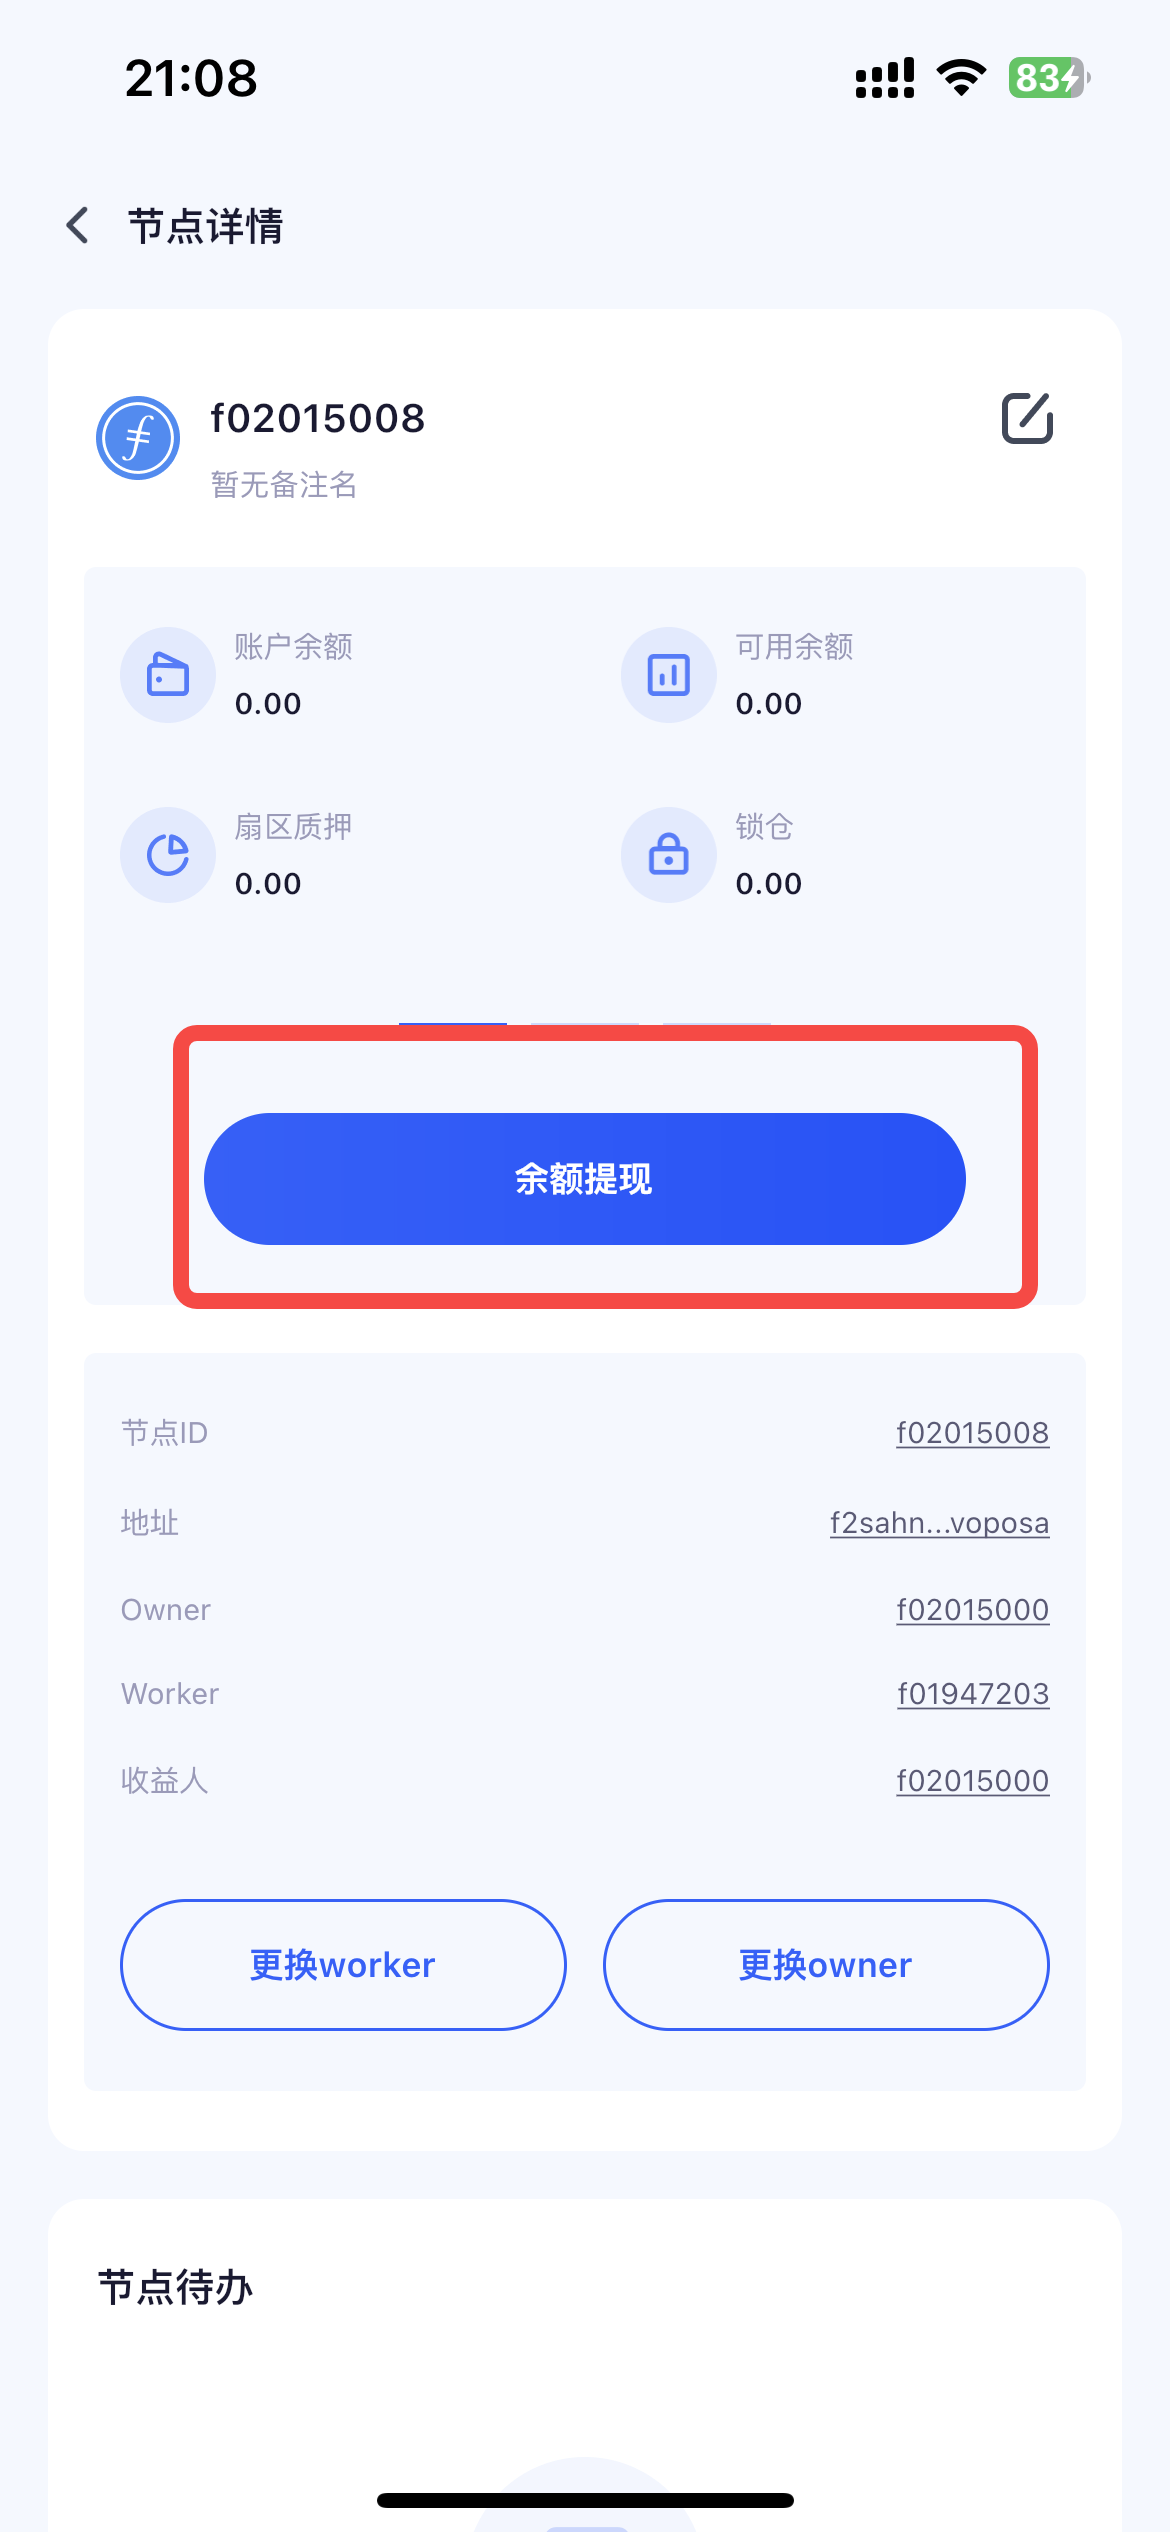 21:08
83
节点详情
f02015008
暂无备注名
账户余额
0.00
可用余额
0.00
扇区质押
0.00
锁仓
0.00
余额提现
节点ID
f02015008
地址
f2sahn...voposa
Owner
f02015000
Worker
f01947203
收益人
f02015000
更换worker
更换owner
节点待办